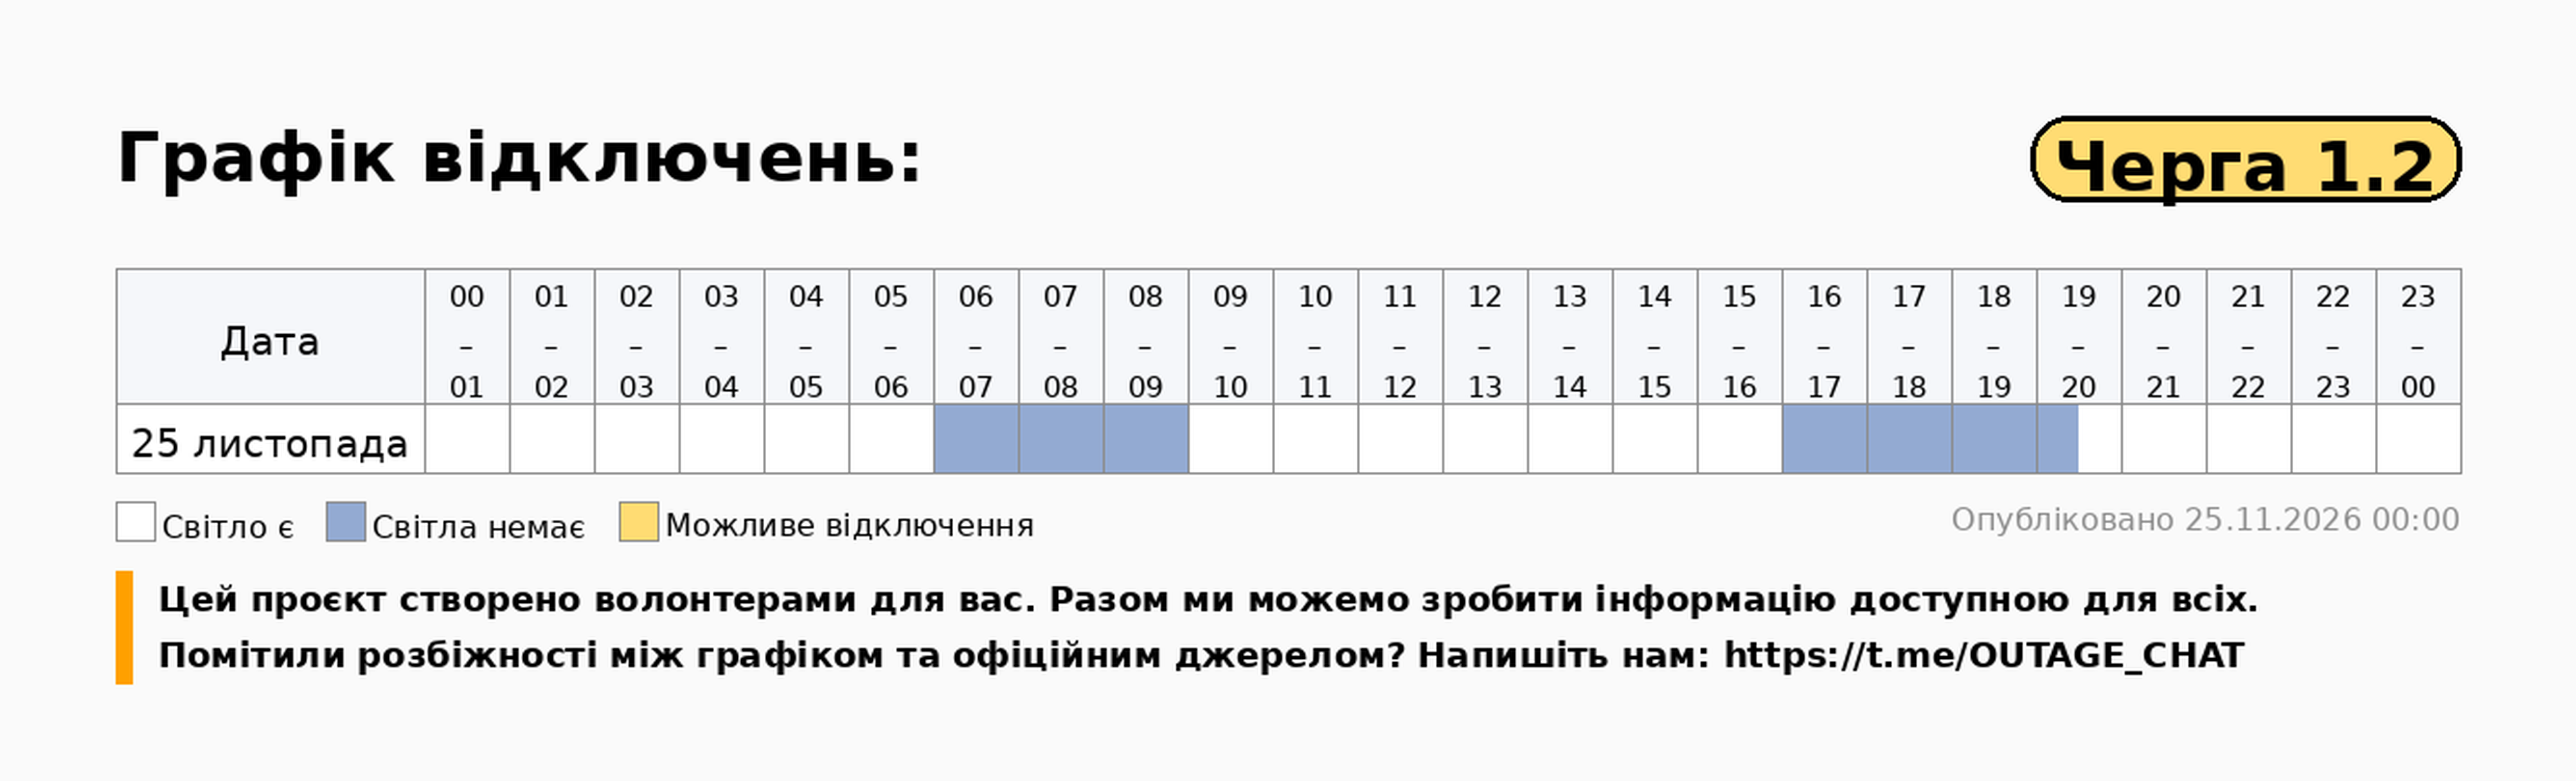 Графік відключень:
Черга 1.2
Дата
00 – 01
01 – 02
02 – 03
03 – 04
04 – 05
05 – 06
06 – 07
07 – 08
08 – 09
09 – 10
10 – 11
11 – 12
12 – 13
13 – 14
14 – 15
15 – 16
16 – 17
17 – 18
18 – 19
19 – 20
20 – 21
21 – 22
22 – 23
23 – 00
25 листопада
Світло є
Світла немає
Можливе відключення
Опубліковано 25.11.2026 00:00
Цей проєкт створено волонтерами для вас. Разом ми можемо зробити інформацію доступною для всіх.
Помітили розбіжності між графіком та офіційним джерелом? Напишіть нам: https://t.me/OUTAGE_CHAT